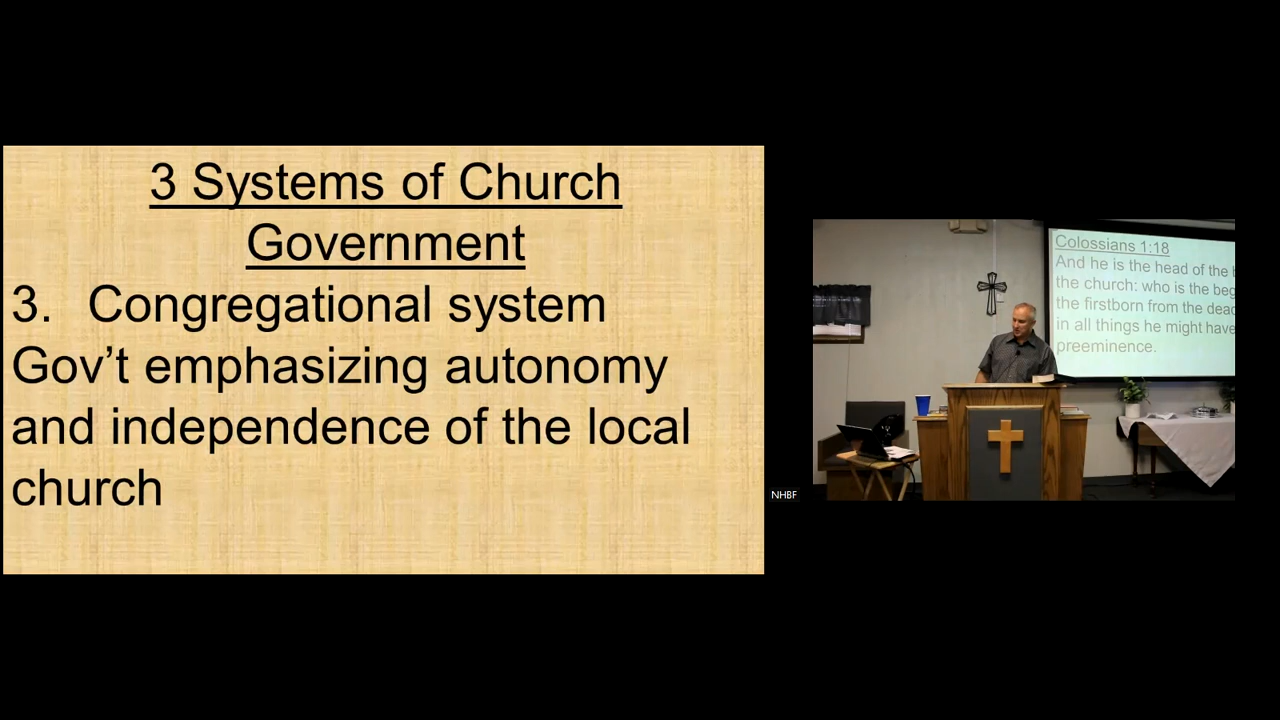 3 Systems of Church
Government
3. Congregational system
Gov't emphasizing autonomy
and independence of the local
church
NHBF
Colossians 1:18
And he is the head of the
the church: who is the
the firstborn from the
in all things he might have
preeminence.